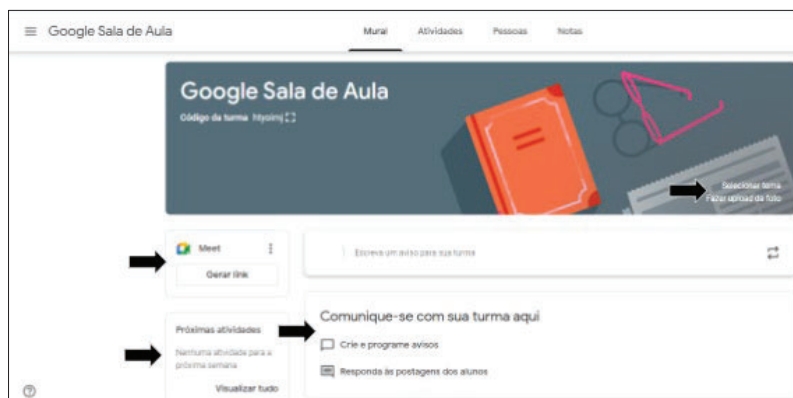 Google Sala de Aula
Mural Atividades Pessoas Notas
Google Sala de Aula
Código da turma htyoimj
Selecionar tema
Fazer upload da foto
Meet
Gerar link
Escreva um aviso para sua turma
Próximas atividades
Nenhuma atividade para a
próxima semana
Visualizar tudo
Comunique-se com sua turma aqui
Crie e programe avisos
Responda às postagens dos alunos